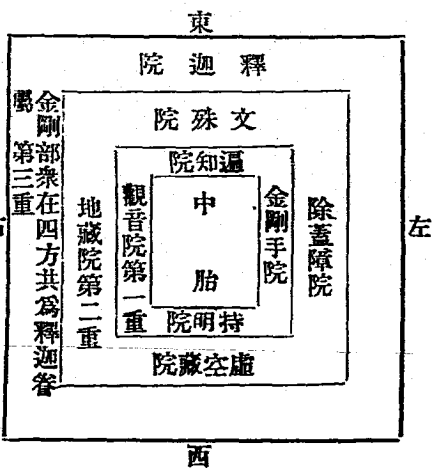 東
院迦釋
院殊文
院知遍
中胎
金剛手院
除蓋障院
左
觀音院第一重
地藏院第二重
金剛部衆在四方共爲釋迦眷
屬　第三重
右
院明持
院藏空虛
西